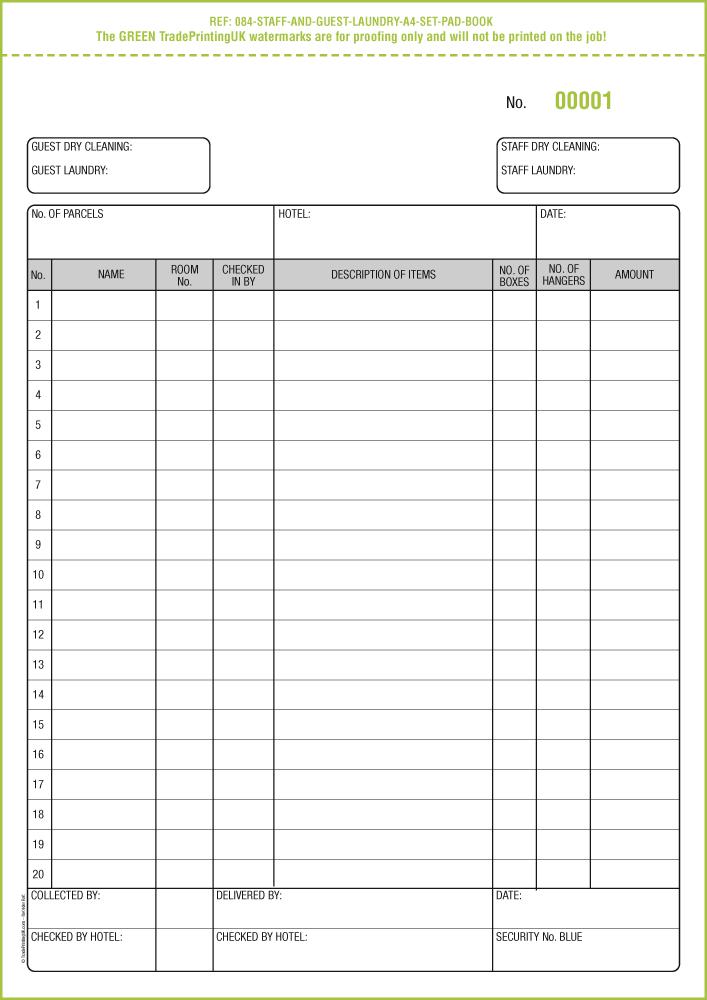 REF: 084-STAFF-AND-GUEST-LAUNDRY-A4-SET-PAD-BOOK
The GREEN TradePrintingUK watermarks are for proofing only and will not be printed on the job!
No. 00001
GUEST DRY CLEANING:
GUEST LAUNDRY:
STAFF DRY CLEANING:
STAFF LAUNDRY:
No. OF PARCELS HOTEL: DATE:
No. NAME ROOM No. CHECKED IN BY DESCRIPTION OF ITEMS NO. OF BOXES NO. OF HANGERS AMOUNT
1
2
3
4
5
6
7
8
9
10
11
12
13
14
15
16
17
18
19
20
COLLECTED BY: DELIVERED BY: DATE:
CHECKED BY HOTEL: CHECKED BY HOTEL: SECURITY No. BLUE
© TradePrintingUK.com